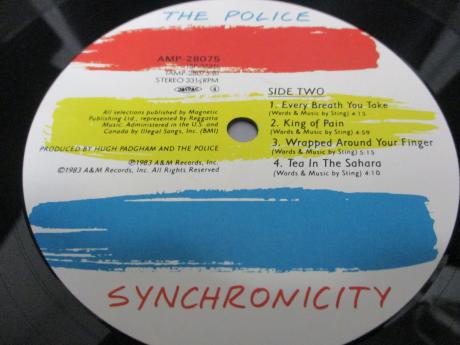 THE POLICE
AMP-28075
STEREO 33⅓RPM
JASRAC
All selections published by Magnetic
Publishing Ltd., represented by Reggatta
Music. Administered in the U.S. and
Canada by Illegal Songs, Inc. (BMI)
PRODUCED BY HUGH PADGHAM AND THE POLICE
℗1983 A&M Records, Inc.
©1983 A&M Records, Inc. All Rights Reserved
SIDE TWO
1. Every Breath You Take
(Words & Music by Sting) 4:13
2. King of Pain
(Words & Music by Sting) 4:59
3. Wrapped Around Your Finger
(Words & Music by Sting) 5:15
4. Tea In The Sahara
(Words & Music by Sting) 4:10
SYNCHRONICITY